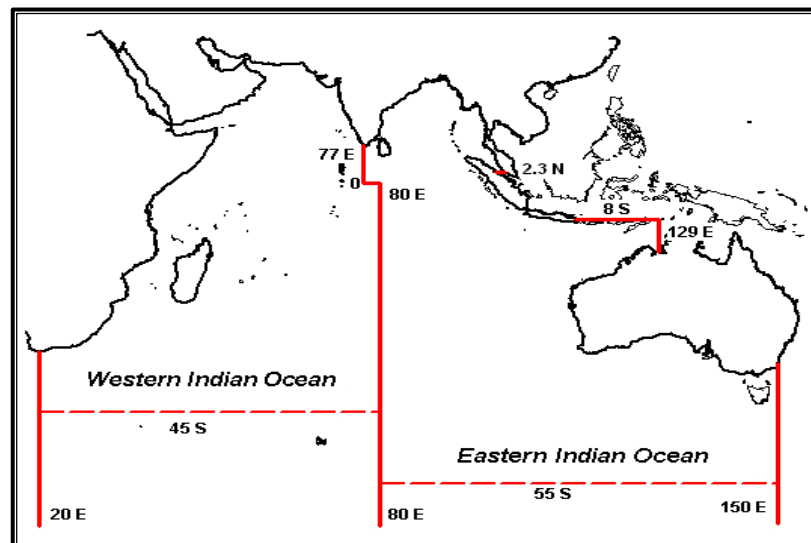 77 E
2.3 N
0
80 E
8 S
129 E
Western Indian Ocean
45 S
Eastern Indian Ocean
55 S
20 E
80 E
150 E